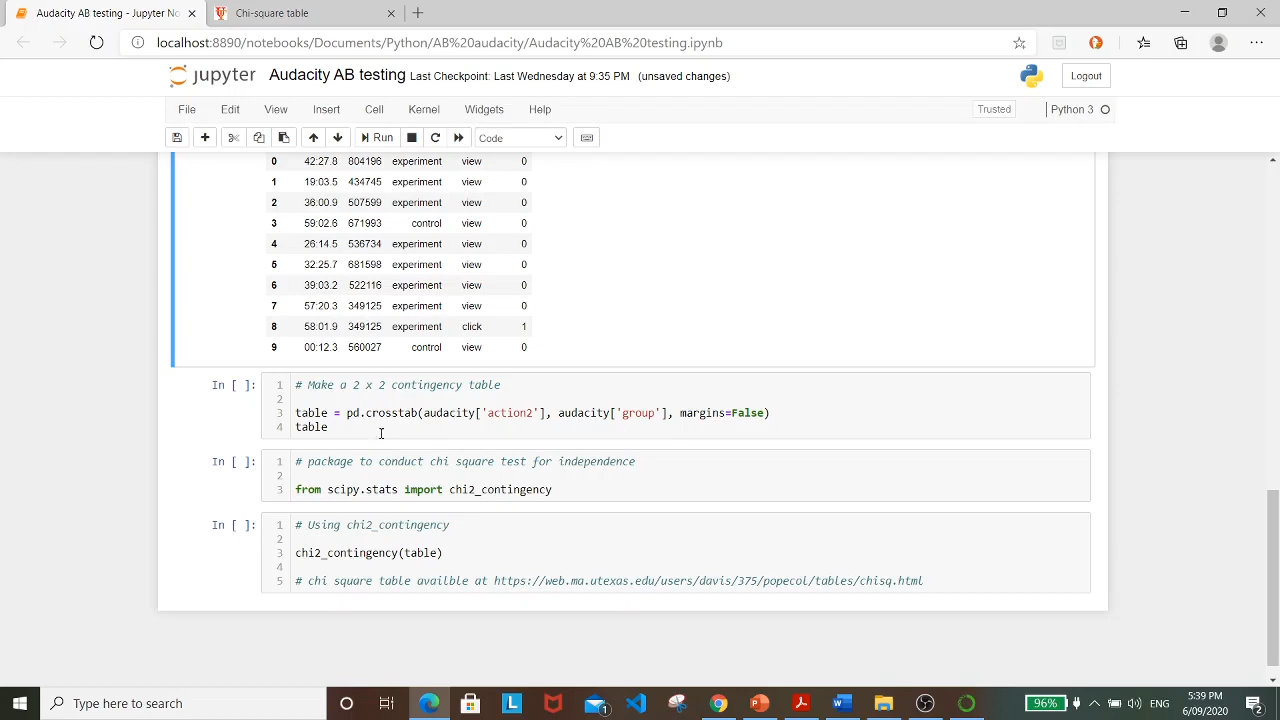 Audacity AB testing - Jupyter No
Chi-square table
localhost:8890/notebooks/Documents/Python/AB%20audacity/Audacity%20AB%20testing.ipynb
jupyter Audacity AB testing Last Checkpoint: Last Wednesday at 9:35 PM (unsaved changes)
Logout
File Edit View Insert Cell Kernel Widgets Help
Trusted Python 3
Run Code
0 42:27.8 804196 experiment view 0
1 19:03.5 434745 experiment view 0
2 36:00.9 507599 experiment view 0
3 59:02.6 671993 control view 0
4 26:14.5 536734 experiment view 0
5 32:25.7 681598 experiment view 0
6 39:03.2 522116 experiment view 0
7 57:20.3 349125 experiment view 0
8 58:01.9 349125 experiment click 1
9 00:12.3 560027 control view 0
In [ ]: 1 # Make a 2 x 2 contingency table
2
3 table = pd.crosstab(audacity['action2'], audacity['group'], margins=False)
4 table
In [ ]: 1 # package to conduct chi square test for independence
2
3 from scipy.stats import chi2_contingency
In [ ]: 1 # Using chi2_contingency
2
3 chi2_contingency(table)
4
5 # chi square table availble at https://web.ma.utexas.edu/users/davis/375/popecol/tables/chisq.html
Type here to search
96%
ENG
5:39 PM
6/09/2020